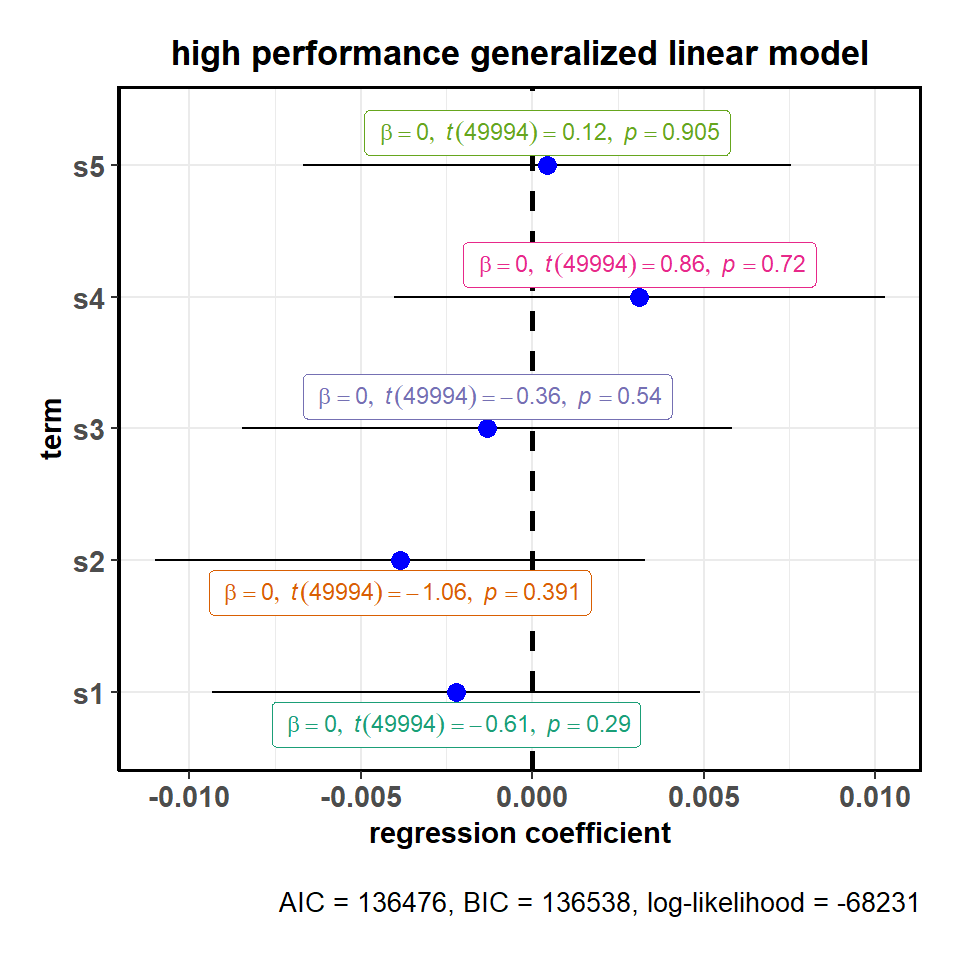 high performance generalized linear model
β = 0, t(49994) = 0.12, p = 0.905
s5
β = 0, t(49994) = 0.86, p = 0.72
s4
β = 0, t(49994) = −0.36, p = 0.54
s3
term
s2
β = 0, t(49994) = −1.06, p = 0.391
s1
β = 0, t(49994) = −0.61, p = 0.29
-0.010 -0.005 0.000 0.005 0.010
regression coefficient
AIC = 136476, BIC = 136538, log-likelihood = -68231